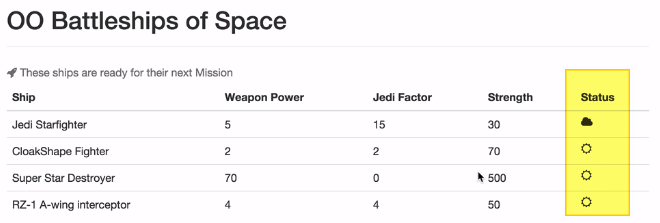 OO Battleships of Space
These ships are ready for their next Mission
Ship Weapon Power Jedi Factor Strength Status
Jedi Starfighter 5 15 30
CloakShape Fighter 2 2 70
Super Star Destroyer 70 0 500
RZ-1 A-wing interceptor 4 4 50